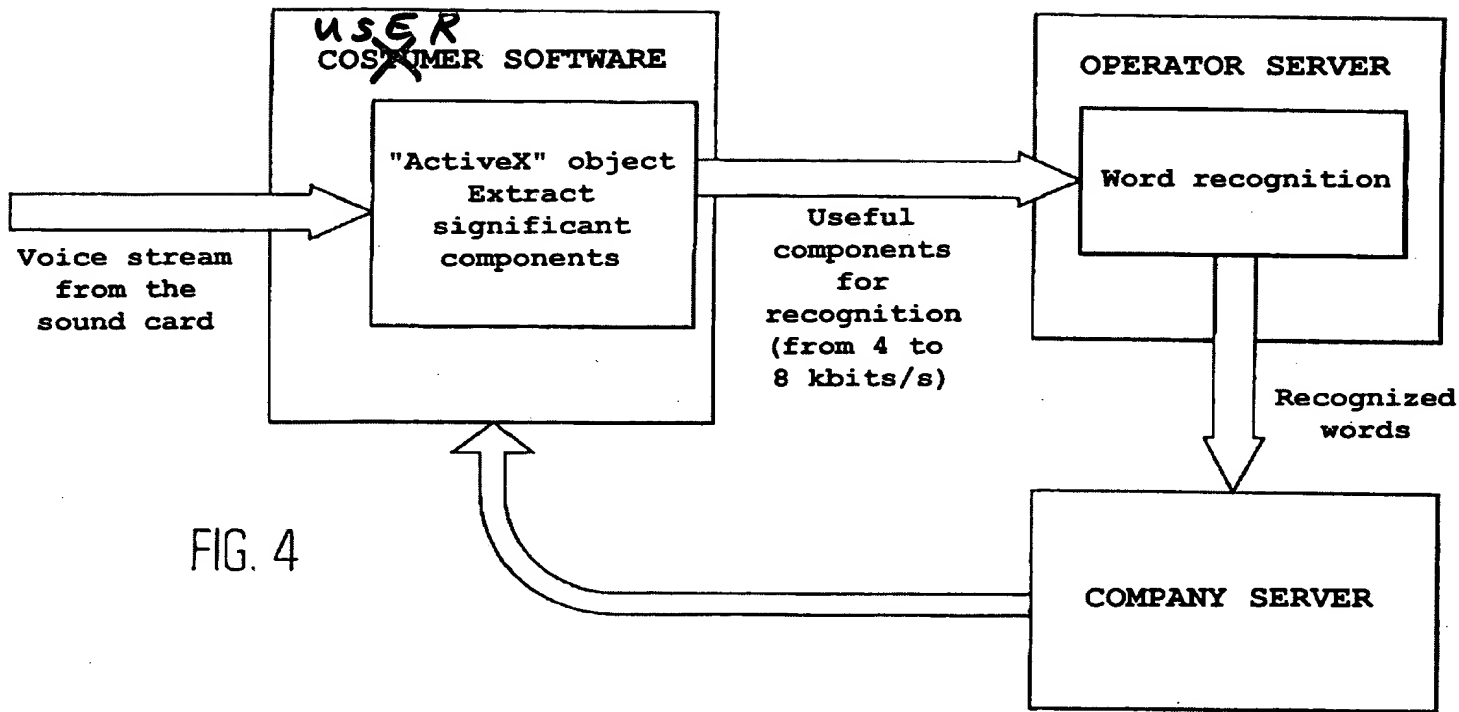 USER
COSTUMER SOFTWARE
"ActiveX" object
Extract
significant
components
Voice stream
from the
sound card
Useful
components
for
recognition
(from 4 to
8 kbits/s)
OPERATOR SERVER
Word recognition
Recognized
words
COMPANY SERVER
FIG. 4